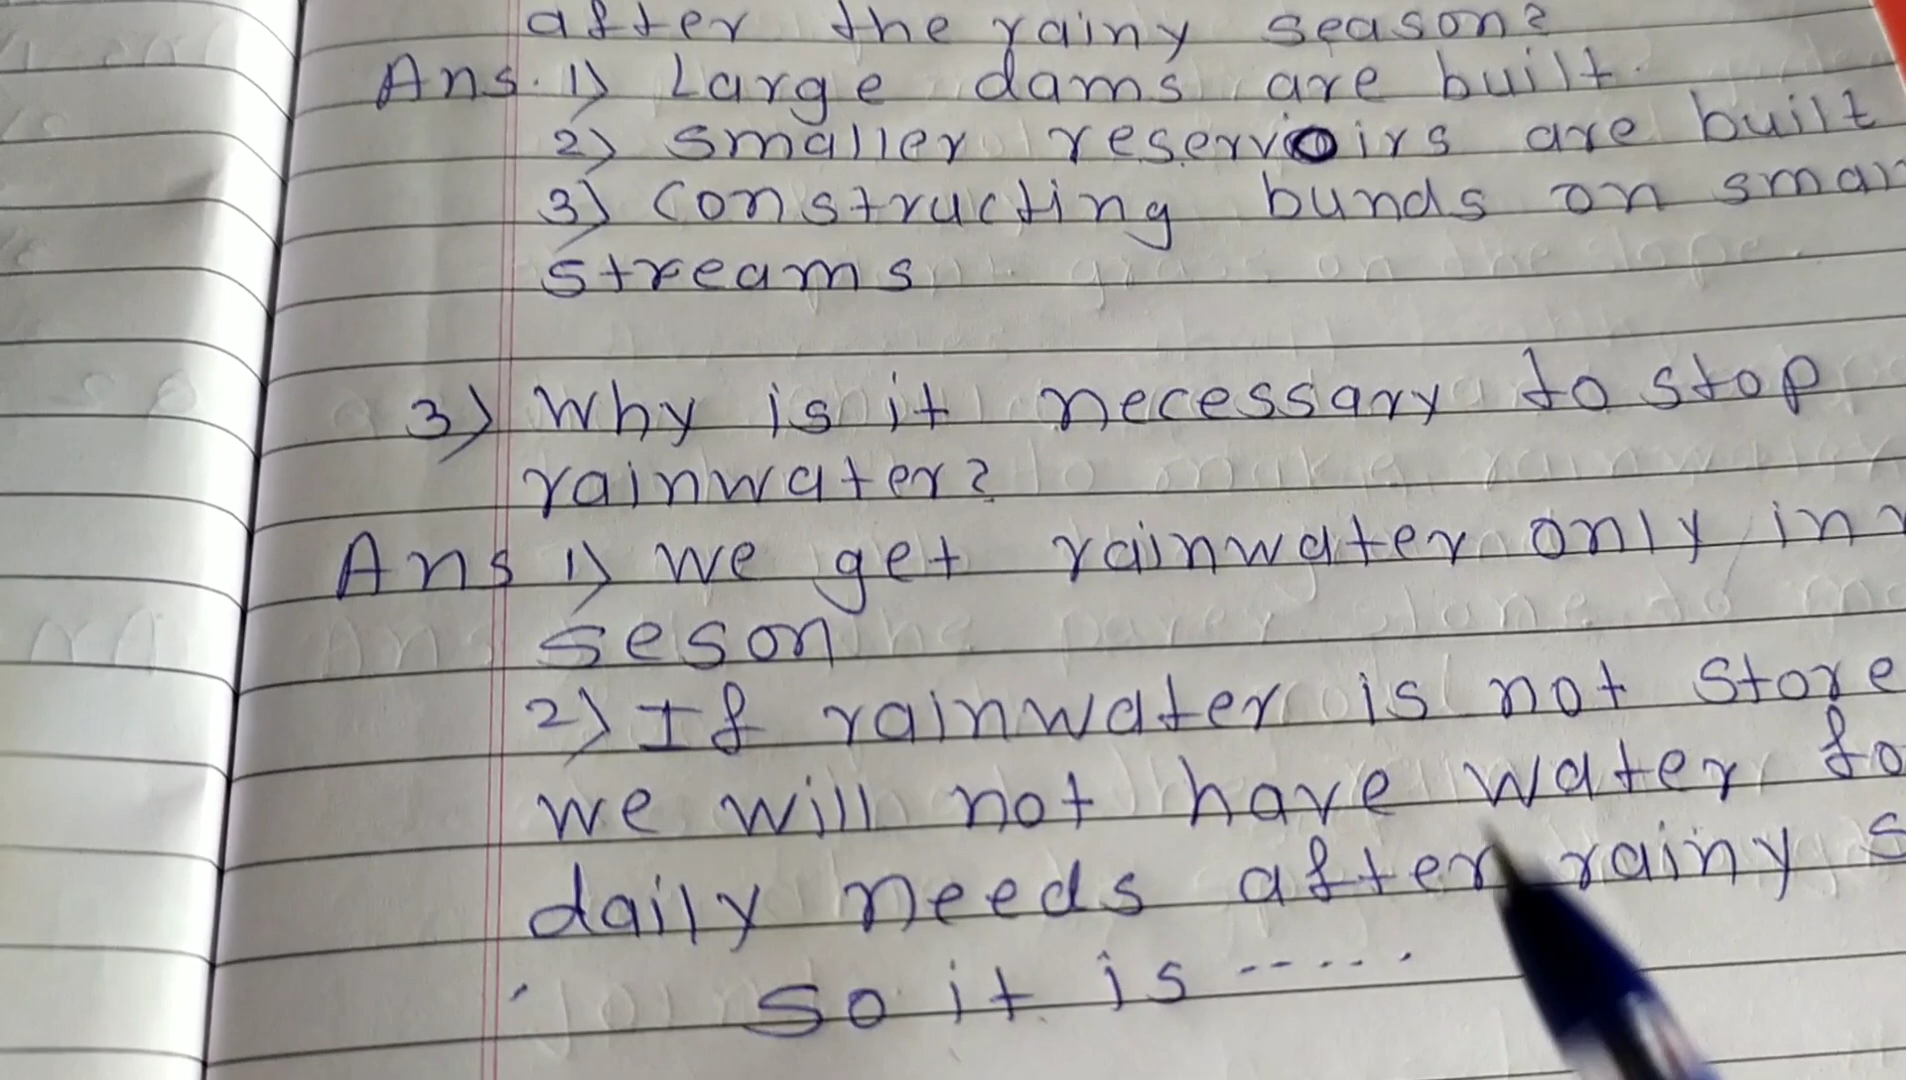 after the rainy season?
Ans. 1) Large dams are built.
2) smaller reservoirs are built
3) Constructing bunds on
streams
3) Why is it necessary to stop
rainwater?
Ans 1) we get rainwater only in
seson
2) If rainwater is not store
we will not have water fo
daily needs after rainy s
so it is -----